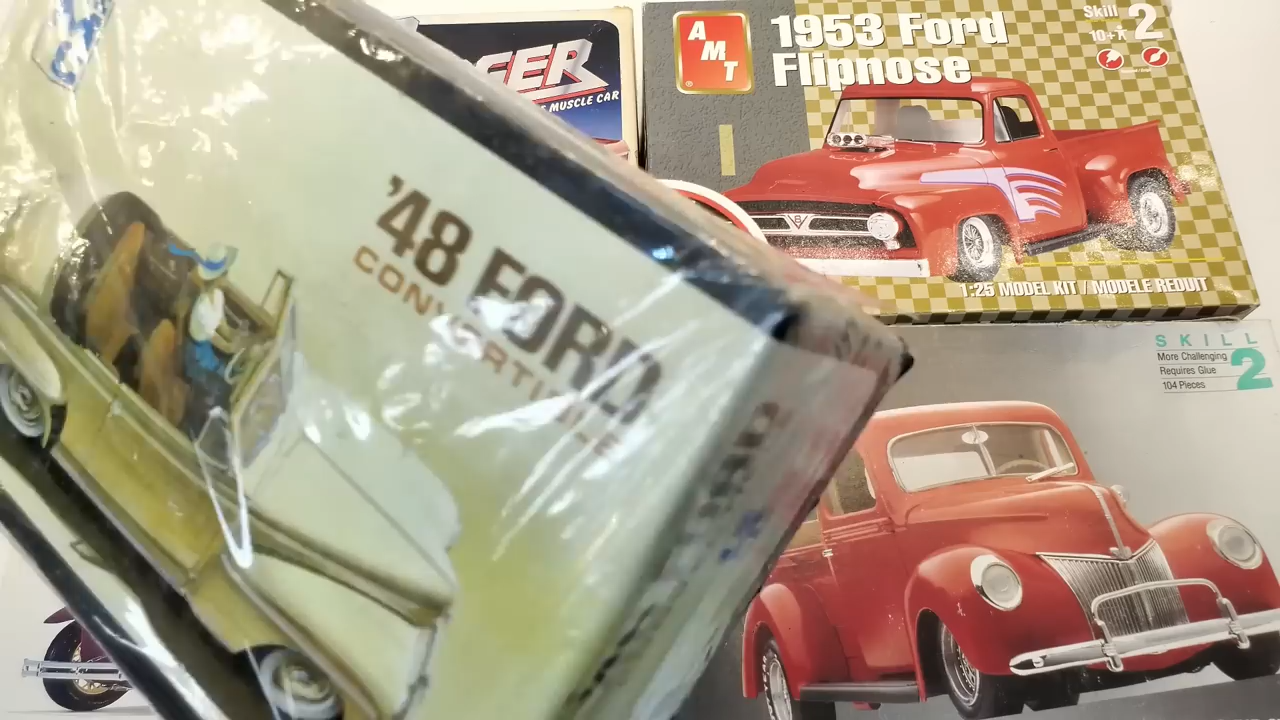 '48 FORD
CONVERTIBLE
MUSCLE CAR
AMT
1953 Ford
Flipnose
Skill 2
10+
V8
1:25 MODEL KIT / MODELE REDUIT
SKILL
2
More Challenging
Requires Glue
104 Pieces